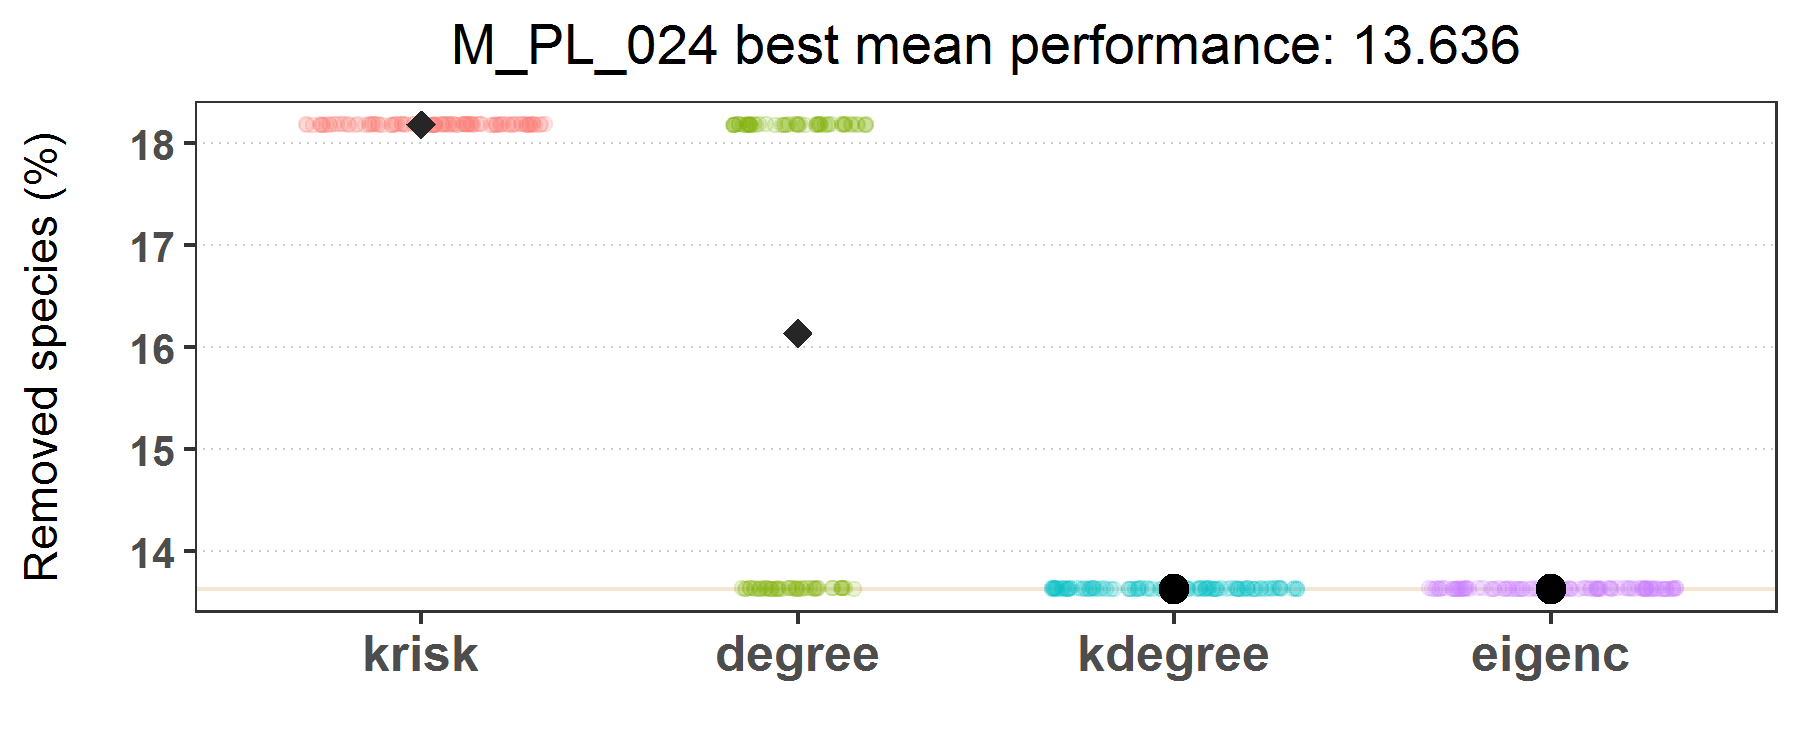 M_PL_024 best mean performance: 13.636
Removed species (%)
18
17
16
15
14
krisk degree kdegree eigenc